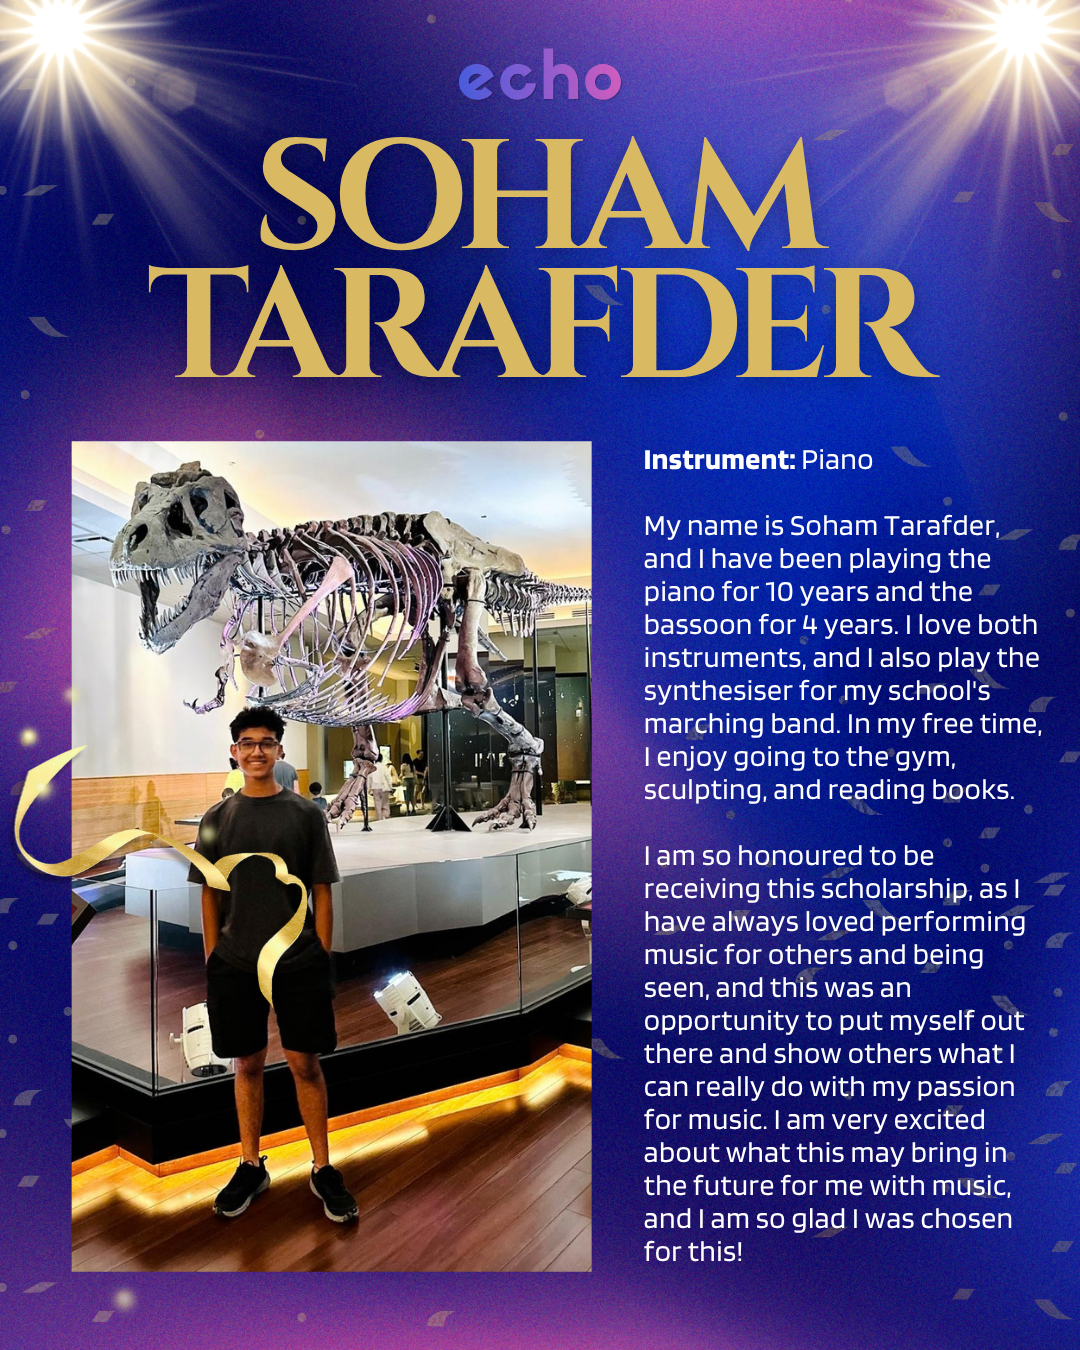 echo
SOHAM
TARAFDER
Instrument: Piano
My name is Soham Tarafder,
and I have been playing the
piano for 10 years and the
bassoon for 4 years. I love both
instruments, and I also play the
synthesiser for my school's
marching band. In my free time,
I enjoy going to the gym,
sculpting, and reading books.
I am so honoured to be
receiving this scholarship, as I
have always loved performing
music for others and being
seen, and this was an
opportunity to put myself out
there and show others what I
can really do with my passion
for music. I am very excited
about what this may bring in
the future for me with music,
and I am so glad I was chosen
for this!